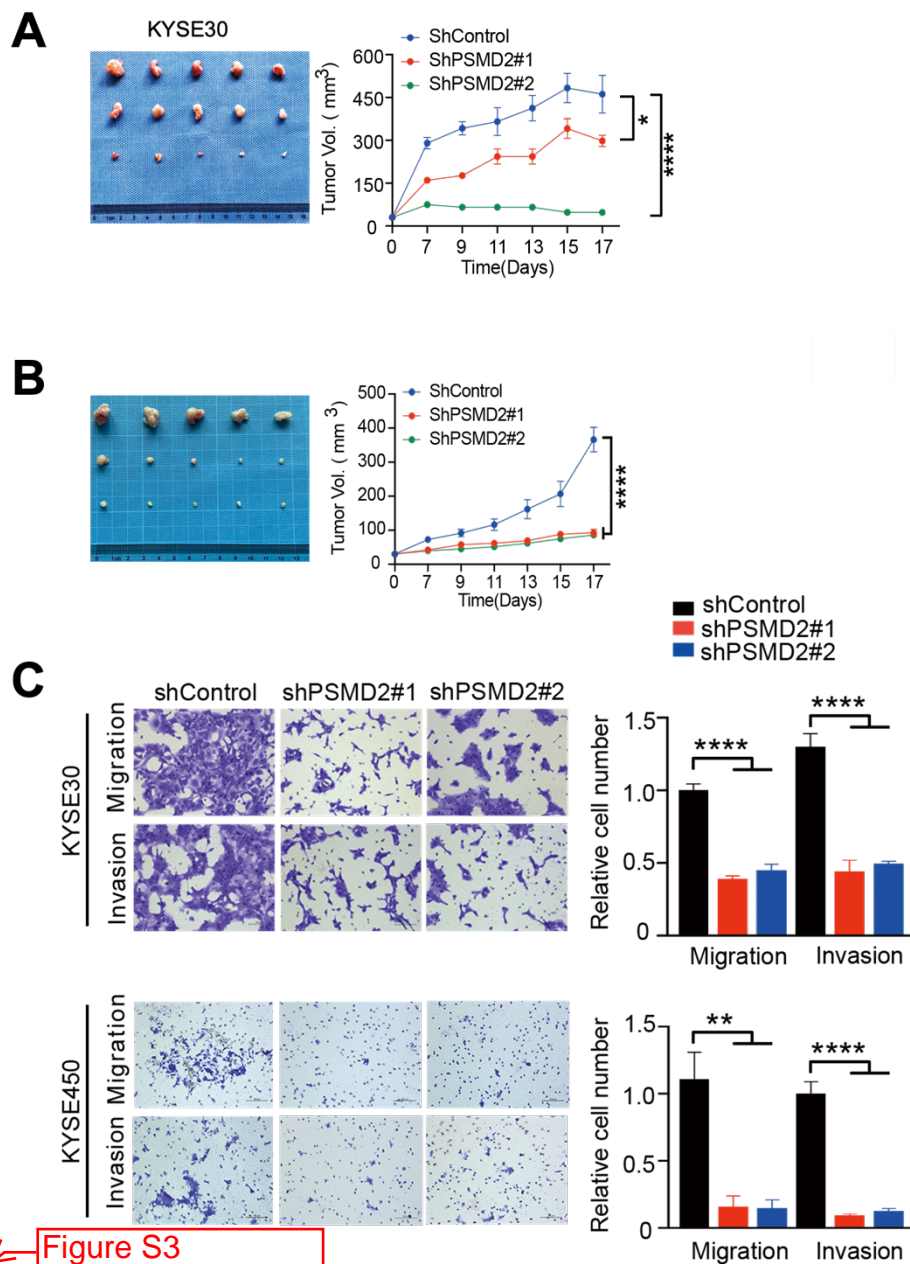 A
KYSE30
ShControl
ShPSMD2#1
ShPSMD2#2
Tumor Vol. ( mm3)
600
450
300
150
0
*
****
0 7 9 11 13 15 17
Time(Days)
B
ShControl
ShPSMD2#1
ShPSMD2#2
Tumor Vol. ( mm 3)
500
400
300
200
100
0
****
0 7 9 11 13 15 17
Time(Days)
shControl
shPSMD2#1
shPSMD2#2
C
shControl shPSMD2#1 shPSMD2#2
KYSE30
Migration
Invasion
Relative cell number
1.5
1.0
0.5
0
****
****
Migration Invasion
KYSE450
Migration
Invasion
Relative cell number
1.5
1.0
0.5
0
**
****
Migration Invasion
Figure S3